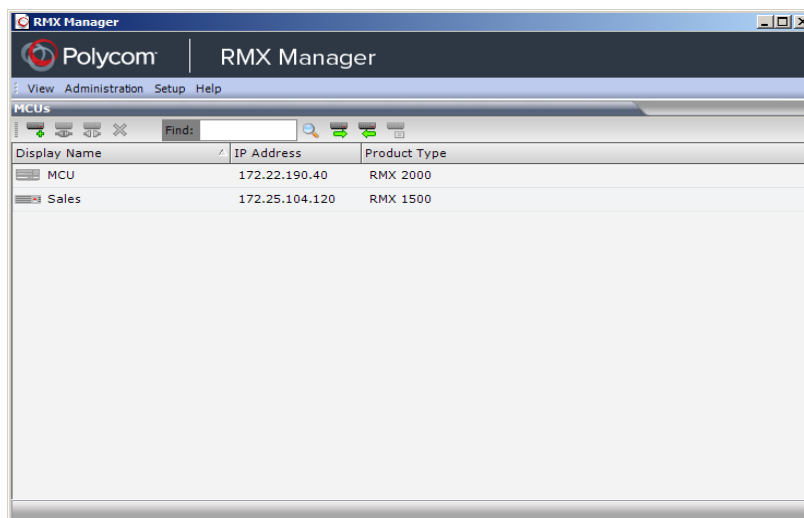 RMX Manager
Polycom RMX Manager
View Administration Setup Help
MCUs
Find:
Display Name IP Address Product Type
MCU 172.22.190.40 RMX 2000
Sales 172.25.104.120 RMX 1500